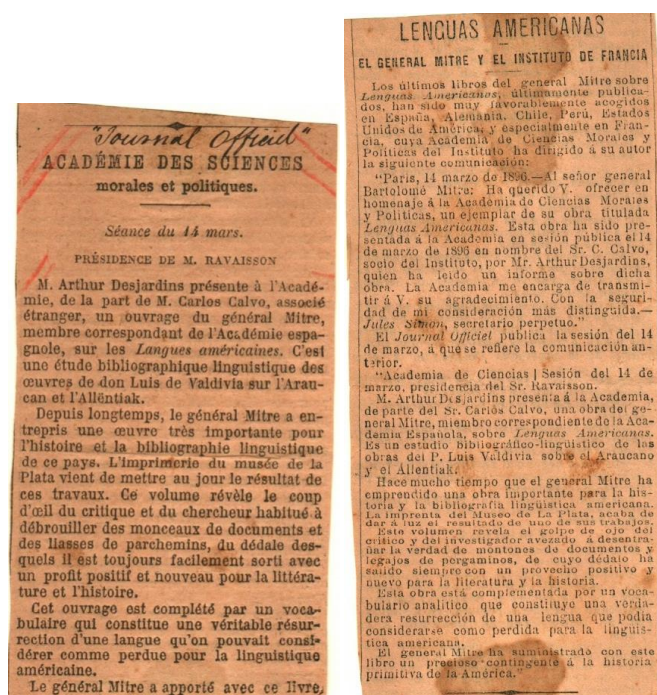 "Journal Officiel"
ACADÉMIE DES SCIENCES
morales et politiques.
Séance du 14 mars.
PRÉSIDENCE DE M. RAVAISSON
M. Arthur Desjardins présente à l'Acadé-
mie, de la part de M. Carlos Calvo, associé
étranger, un ouvrage du général Mitre,
membre correspondant de l'Académie espa-
gnole, sur les Langues américaines. C'est
une étude bibliographique linguistique des
œuvres de don Luis de Valdivia sur l'Arau-
can et l'Allëntiak.
Depuis longtemps, le général Mitre a en-
trepris une œuvre très importante pour
l'histoire et la bibliographie linguistique
de ce pays. L'imprimerie du musée de la
Plata vient de mettre au jour le résultat de
ces travaux. Ce volume révèle le coup
d'œil du critique et du chercheur habitué à
débrouiller des monceaux de documents et
des liasses de parchemins, du dédale des-
quels il est toujours facilement sorti avec
un profit positif et nouveau pour la littéra-
ture et l'histoire.
Cet ouvrage est complété par un voca-
bulaire qui constitue une véritable résur-
rection d'une langue qu'on pouvait consi-
dérer comme perdue pour la linguistique
américaine.
Le général Mitre a apporté avec ce livre,
LENGUAS AMERICANAS
EL GENERAL MITRE Y EL INSTITUTO DE FRANCIA
Los últimos libros del general Mitre sobre
Lenguas Americanas, últimamente publica-
dos, han sido muy favorablemente acogidos
en España, Alemania, Chile, Perú, Estados
Unidos de América, y especialmente en Fran-
cia, cuya Academia de Ciencias Morales y
Políticas del Instituto ha dirigido á su autor
la siguiente comunicación:
"Paris, 14 marzo de 1896.—Al señor general
Bartolomé Mitre: Ha querido V. ofrecer en
homenaje á la Academia de Ciencias Morales
y Políticas, un ejemplar de su obra titulada
Lenguas Americanas. Esta obra ha sido pre-
sentada á la Academia en sesión pública el 14
de marzo de 1896 en nombre del Sr. C. Calvo,
socio del Instituto, por Mr. Arthur Desjardins,
quien ha leido un informe sobre dicha
obra. La Academia me encarga de transmi-
tir á V. su agradecimiento. Con la seguri-
dad de mi consideración más distinguida.—
Jules Simon, secretario perpetuo."
El Journal Officiel publica la sesión del 14
de marzo, á que se refiere la comunicación an-
terior.
"Academia de Ciencias | Sesión del 14 de
marzo, presidencia del Sr. Ravaisson.
M. Arthur Desjardins presenta á la Academia,
de parte del Sr. Carlos Calvo, una obra del ge-
neral Mitre, miembro correspondiente de la Aca-
demia Española, sobre Lenguas Americanas.
Es un estudio bibliográfico-lingüístico de las
obras del P. Luis Valdivia sobre el Araucano
y el Allentiak.
Hace mucho tiempo que el general Mitre ha
emprendido una obra importante para la his-
toria y la bibliografía lingüística americana.
La imprenta del Museo de La Plata, acaba de
dar á luz el resultado de uno de sus trabajos.
Este volumen revela el golpe de ojo del
crítico y del investigador avezado á desentra-
ñar la verdad de montones de documentos y
legajos de pergaminos, de cuyo dédalo ha
salido siempre con un provecho positivo y
nuevo para la literatura y la historia.
Esta obra está complementada por un voca-
bulario analítico que constituye una verda-
dera resurrección de una lengua que podia
considerarse como perdida para la lingüís-
tica americana.
El general Mitre ha suministrado con este
libro un precioso contingente á la historia
primitiva de la América."